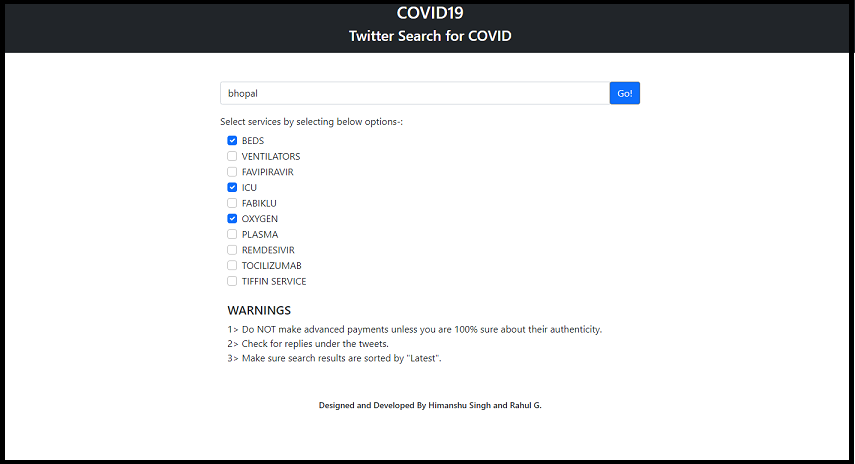 COVID19
Twitter Search for COVID
bhopal
Go!
Select services by selecting below options-:
BEDS
VENTILATORS
FAVIPIRAVIR
ICU
FABIKLU
OXYGEN
PLASMA
REMDESIVIR
TOCILIZUMAB
TIFFIN SERVICE
WARNINGS
1> Do NOT make advanced payments unless you are 100% sure about their authenticity.
2> Check for replies under the tweets.
3> Make sure search results are sorted by "Latest".
Designed and Developed By Himanshu Singh and Rahul G.